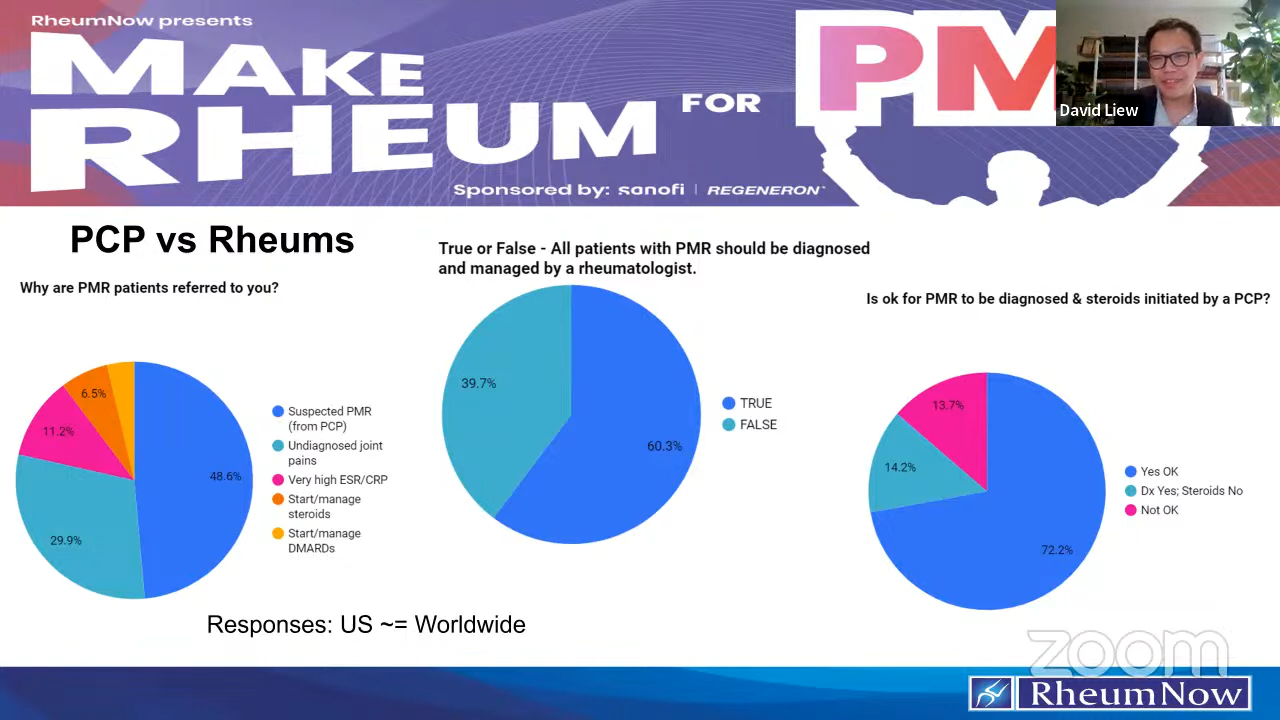 RheumNow presents
MAKE
RHEUM
FOR
PM
Sponsored by: sanofi | REGENERON
David Liew
PCP vs Rheums
Why are PMR patients referred to you?
48.6%
29.9%
11.2%
6.5%
Suspected PMR
(from PCP)
Undiagnosed joint
pains
Very high ESR/CRP
Start/manage
steroids
Start/manage
DMARDs
True or False - All patients with PMR should be diagnosed
and managed by a rheumatologist.
39.7%
60.3%
TRUE
FALSE
Is ok for PMR to be diagnosed & steroids initiated by a PCP?
13.7%
14.2%
72.2%
Yes OK
Dx Yes; Steroids No
Not OK
Responses: US ~= Worldwide
zoom
RheumNow